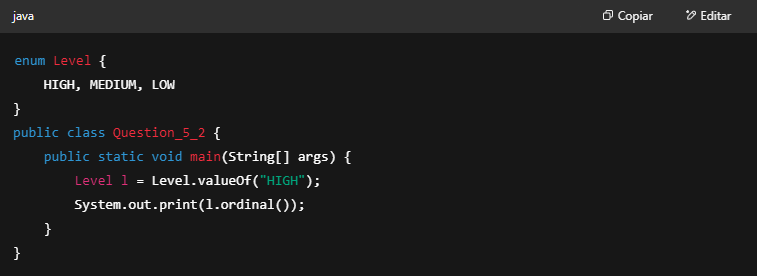 java Copiar Editar
enum Level {
    HIGH, MEDIUM, LOW
}
public class Question_5_2 {
    public static void main(String[] args) {
        Level l = Level.valueOf("HIGH");
        System.out.print(l.ordinal());
    }
}